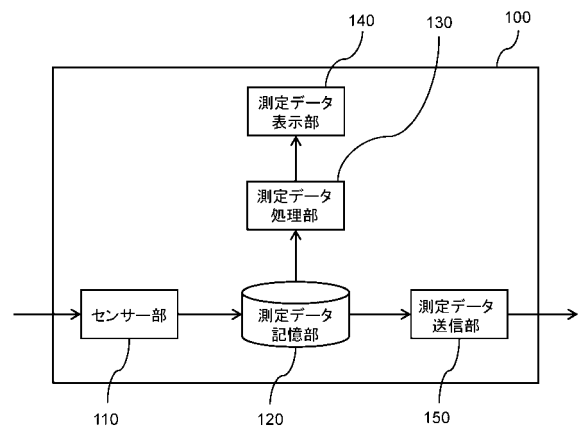 140
130
100
測定データ
表示部
測定データ
処理部
センサー部
測定データ
記憶部
測定データ
送信部
110
120
150